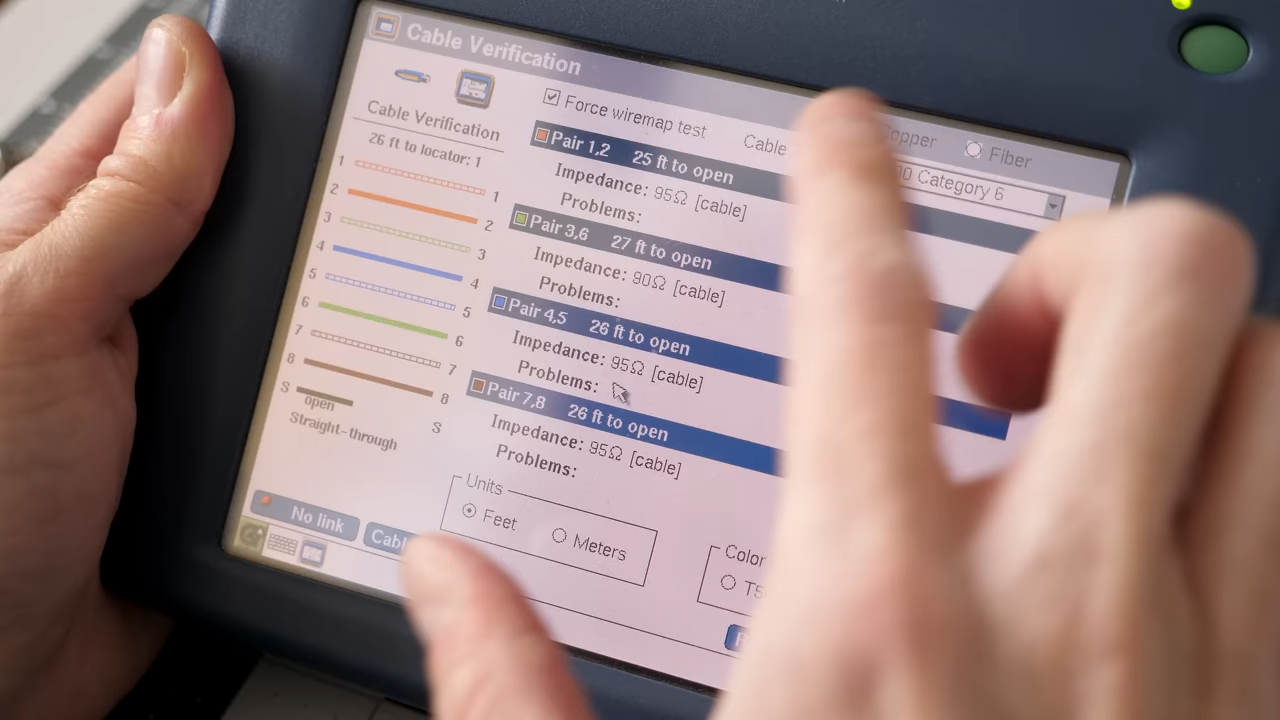 Cable Verification
Force wiremap test
Cable
opper
Fiber
00 Category 6
Cable Verification
26 ft to locator: 1
1 1
2 2
3 3
4 4
5 5
6 6
7 7
8 8
S S
open
Straight-through
Pair 1,2 25 ft to open
Impedance: 95Ω [cable]
Problems:
Pair 3,6 27 ft to open
Impedance: 90Ω [cable]
Problems:
Pair 4,5 26 ft to open
Impedance: 95Ω [cable]
Problems:
Pair 7,8 26 ft to open
Impedance: 95Ω [cable]
Problems:
Units
Feet
Meters
Color
T5
No link
Cabl